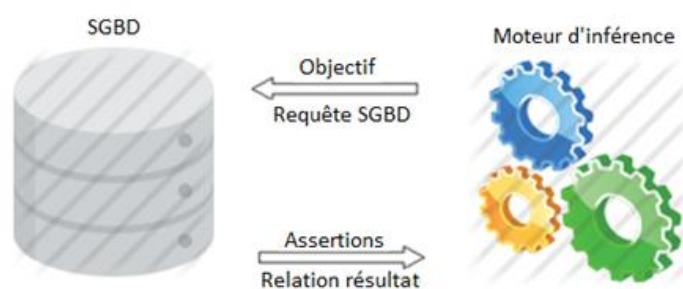 SGBD
Moteur d'inférence
Objectif
Requête SGBD
Assertions
Relation résultat